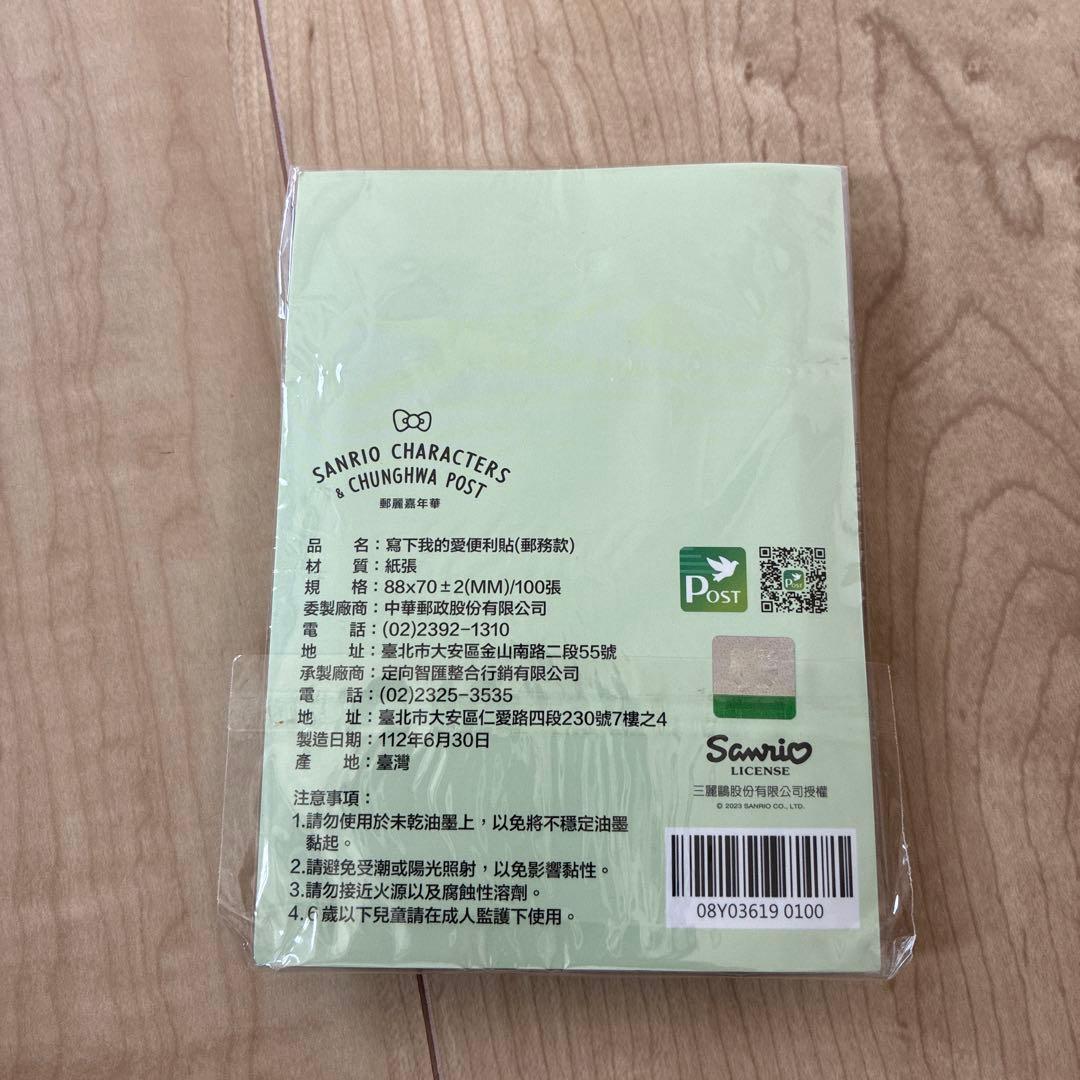 SANRIO CHARACTERS
& CHUNGHWA POST
郵麗嘉年華
品 名：寫下我的愛便利貼(郵務款)
材 質：紙張
規 格：88x70±2(MM)/100張
委製廠商：中華郵政股份有限公司
電 話：(02)2392-1310
地 址：臺北市大安區金山南路二段55號
承製廠商：定向智匯整合行銷有限公司
電 話：(02)2325-3535
地 址：臺北市大安區仁愛路四段230號7樓之4
製造日期：112年6月30日
產 地：臺灣
注意事項：
1.請勿使用於未乾油墨上，以免將不穩定油墨
黏起。
2.請避免受潮或陽光照射，以免影響黏性。
3.請勿接近火源以及腐蝕性溶劑。
4.6歲以下兒童請在成人監護下使用。
POST
POST
Sanrio
LICENSE
三麗鷗股份有限公司授權
© 2023 SANRIO CO., LTD.
08Y03619 0100